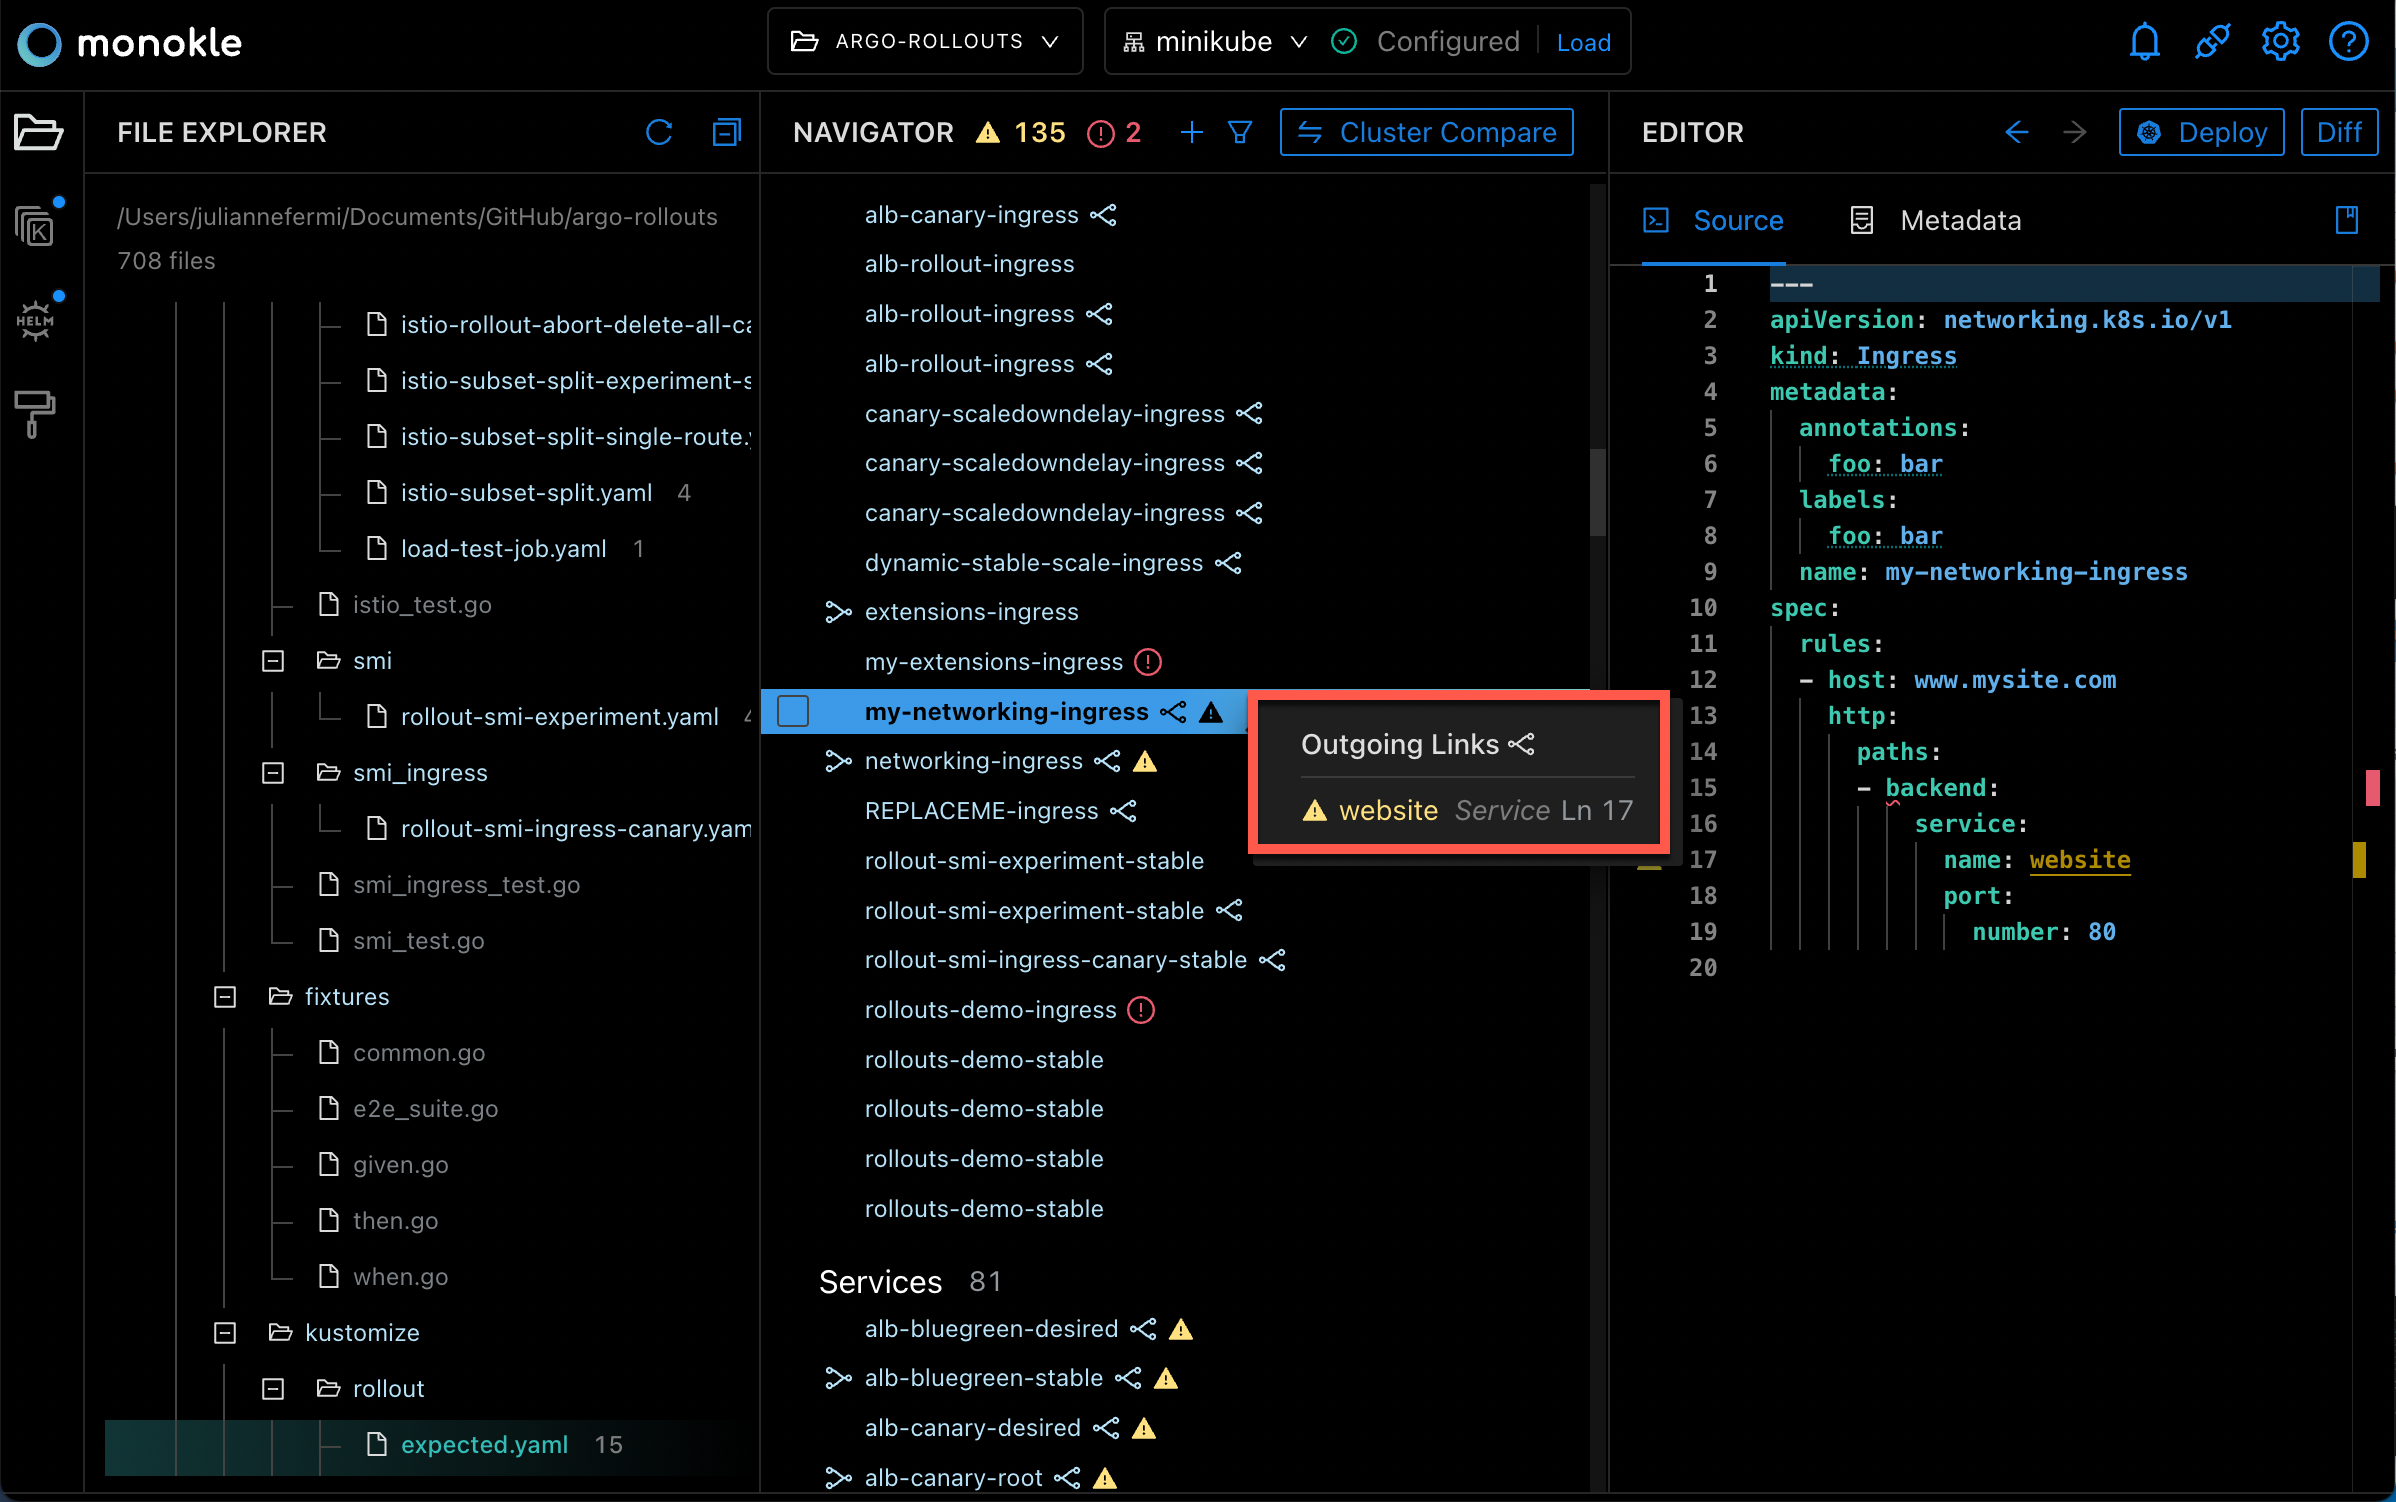 monokle
ARGO-ROLLOUTS
minikube Configured Load
FILE EXPLORER
/Users/juliannefermi/Documents/GitHub/argo-rollouts
708 files
istio-rollout-abort-delete-all-ca
istio-subset-split-experiment-s
istio-subset-split-single-route.y
istio-subset-split.yaml 4
load-test-job.yaml 1
istio_test.go
smi
rollout-smi-experiment.yaml 4
smi_ingress
rollout-smi-ingress-canary.yam
smi_ingress_test.go
smi_test.go
fixtures
common.go
e2e_suite.go
given.go
then.go
when.go
kustomize
rollout
expected.yaml 15
K
HELM
NAVIGATOR 135 2 Cluster Compare
alb-canary-ingress
alb-rollout-ingress
alb-rollout-ingress
alb-rollout-ingress
canary-scaledowndelay-ingress
canary-scaledowndelay-ingress
canary-scaledowndelay-ingress
dynamic-stable-scale-ingress
extensions-ingress
my-extensions-ingress
my-networking-ingress
networking-ingress
REPLACEME-ingress
rollout-smi-experiment-stable
rollout-smi-experiment-stable
rollout-smi-ingress-canary-stable
rollouts-demo-ingress
rollouts-demo-stable
rollouts-demo-stable
rollouts-demo-stable
rollouts-demo-stable
Services 81
alb-bluegreen-desired
alb-bluegreen-stable
alb-canary-desired
alb-canary-root
Outgoing Links
website Service Ln 17
EDITOR Deploy Diff
Source Metadata
1 ---
2 apiVersion: networking.k8s.io/v1
3 kind: Ingress
4 metadata:
5 annotations:
6 foo: bar
7 labels:
8 foo: bar
9 name: my-networking-ingress
10 spec:
11 rules:
12 - host: www.mysite.com
13 http:
14 paths:
15 - backend:
16 service:
17 name: website
18 port:
19 number: 80
20